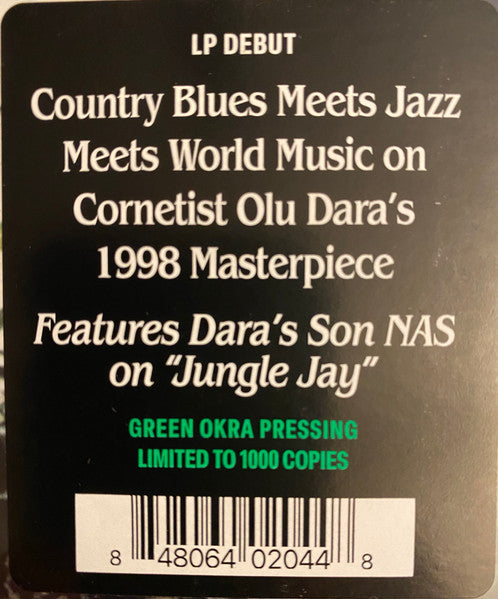 LP DEBUT
Country Blues Meets Jazz
Meets World Music on
Cornetist Olu Dara's
1998 Masterpiece
Features Dara's Son NAS
on “Jungle Jay”
GREEN OKRA PRESSING
LIMITED TO 1000 COPIES
8 48064 02044 8